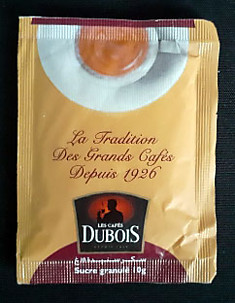 La Tradition
Des Grands Cafés
Depuis 1926
LES CAFÉS
DUBOIS
Sucre granulé 10g